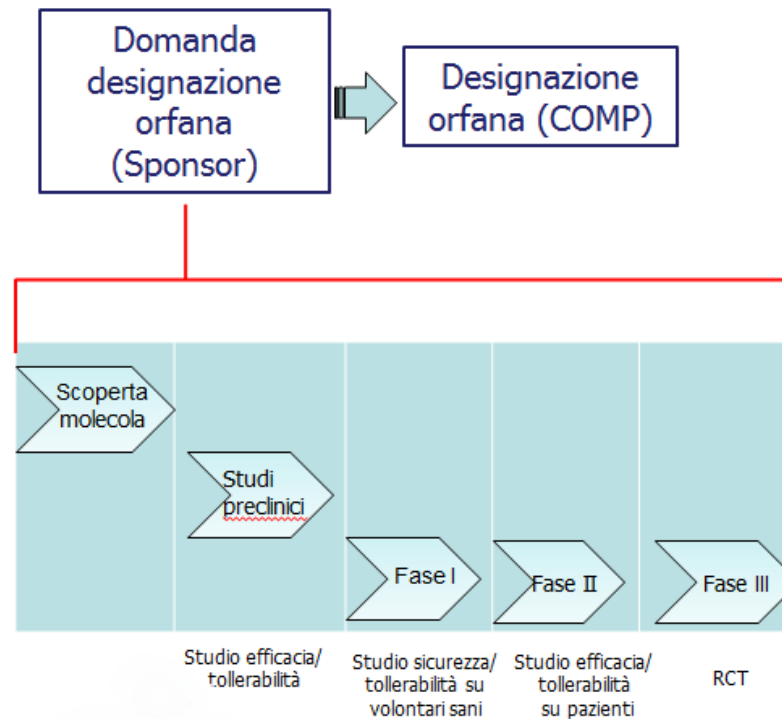 Domanda
designazione
orfana
(Sponsor)
Designazione
orfana (COMP)
Scoperta
molecola
Studi
preclinici
Fase I
Fase II
Fase III
Studio efficacia/
tollerabilità
Studio sicurezza/
tollerabilità su
volontari sani
Studio efficacia/
tollerabilità
su pazienti
RCT